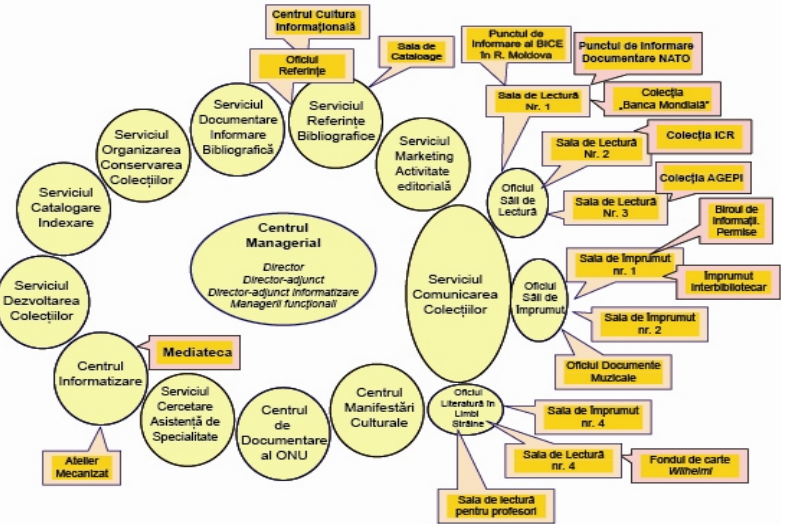 Centrul Cultura
Informațională
Oficiul
Referințe
Sala de
Cataloage
Punctul de
Informare al BICE
în R. Moldova
Punctul de Informare
Documentare NATO
Sala de Lectură
Nr. 1
Colecția
„Banca Mondială”
Sala de Lectură
Nr. 2
Colecția ICR
Sala de Lectură
Nr. 3
Colecția AGEPI
Serviciul
Referințe
Bibliografice
Serviciul
Documentare
Informare
Bibliografică
Serviciul
Organizarea
Conservarea
Colecțiilor
Serviciul
Catalogare
Indexare
Serviciul
Dezvoltarea
Colecțiilor
Serviciul
Marketing
Activitate
editorială
Oficiul
Săli de
Lectură
Centrul
Managerial
Director
Director-adjunct
Director-adjunct Informatizare
Managerii funcționali
Serviciul
Comunicarea
Colecțiilor
Oficiul
Săli de
Împrumut
Biroul de
Informații.
Permise
Sala de Împrumut
nr. 1
Împrumut
Interbibliotecar
Sala de Împrumut
nr. 2
Oficiul Documente
Muzicale
Centrul
Informatizare
Mediateca
Atelier
Mecanizat
Serviciul
Cercetare
Asistență de
Specialitate
Centrul
de
Documentare
al ONU
Centrul
Manifestări
Culturale
Oficiul
Literatură în
Limbi
Străine
Sala de Împrumut
nr. 4
Sala de Lectură
nr. 4
Fondul de carte
Wilhelmi
Sala de lectură
pentru profesori